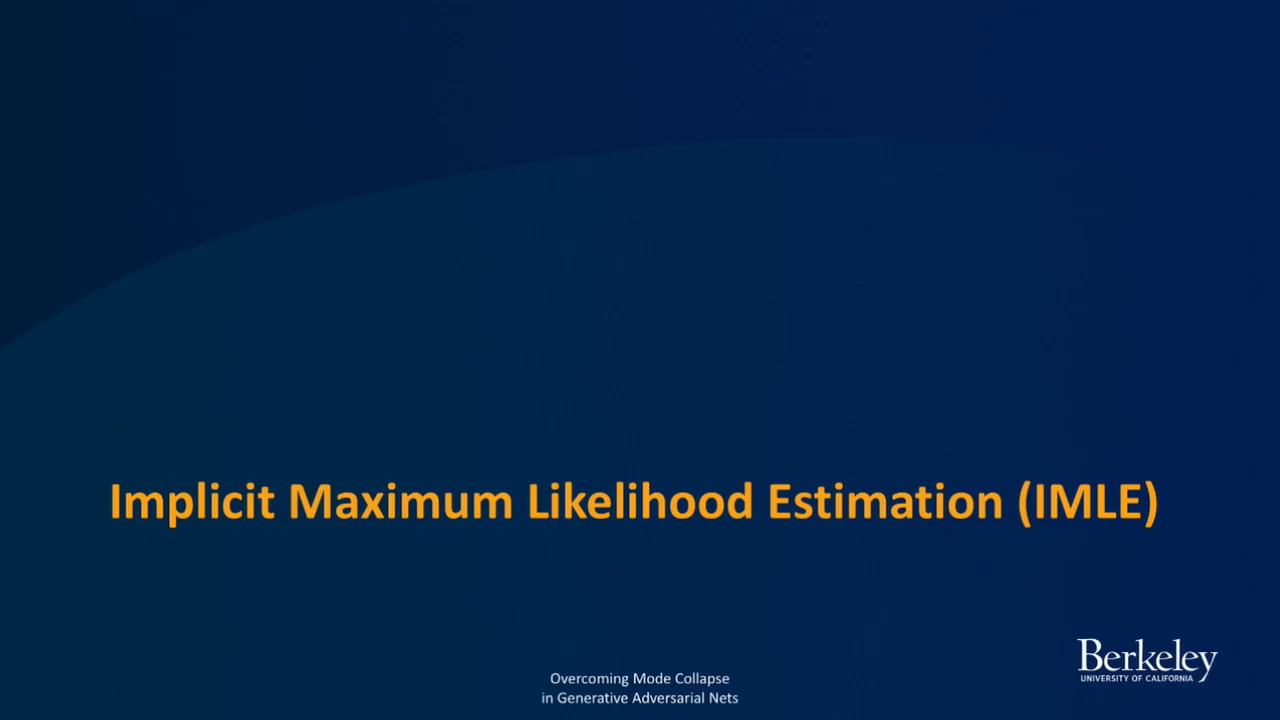 Implicit Maximum Likelihood Estimation (IMLE)
Berkeley
UNIVERSITY OF CALIFORNIA
Overcoming Mode Collapse
in Generative Adversarial Nets